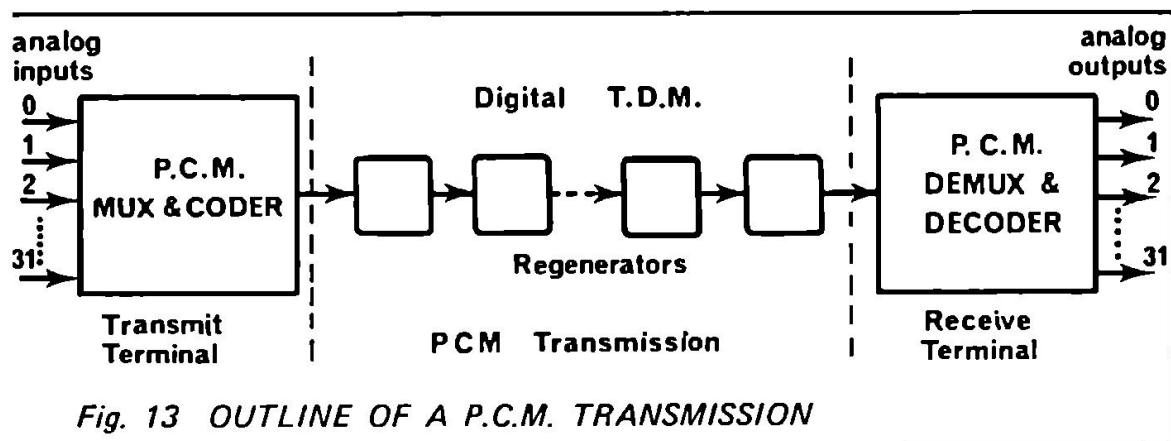 analog
inputs
0
1
2
31
P.C.M.
MUX & CODER
Transmit
Terminal
Digital T.D.M.
Regenerators
PCM Transmission
P.C.M.
DEMUX &
DECODER
Receive
Terminal
analog
outputs
0
1
2
31
Fig. 13 OUTLINE OF A P.C.M. TRANSMISSION